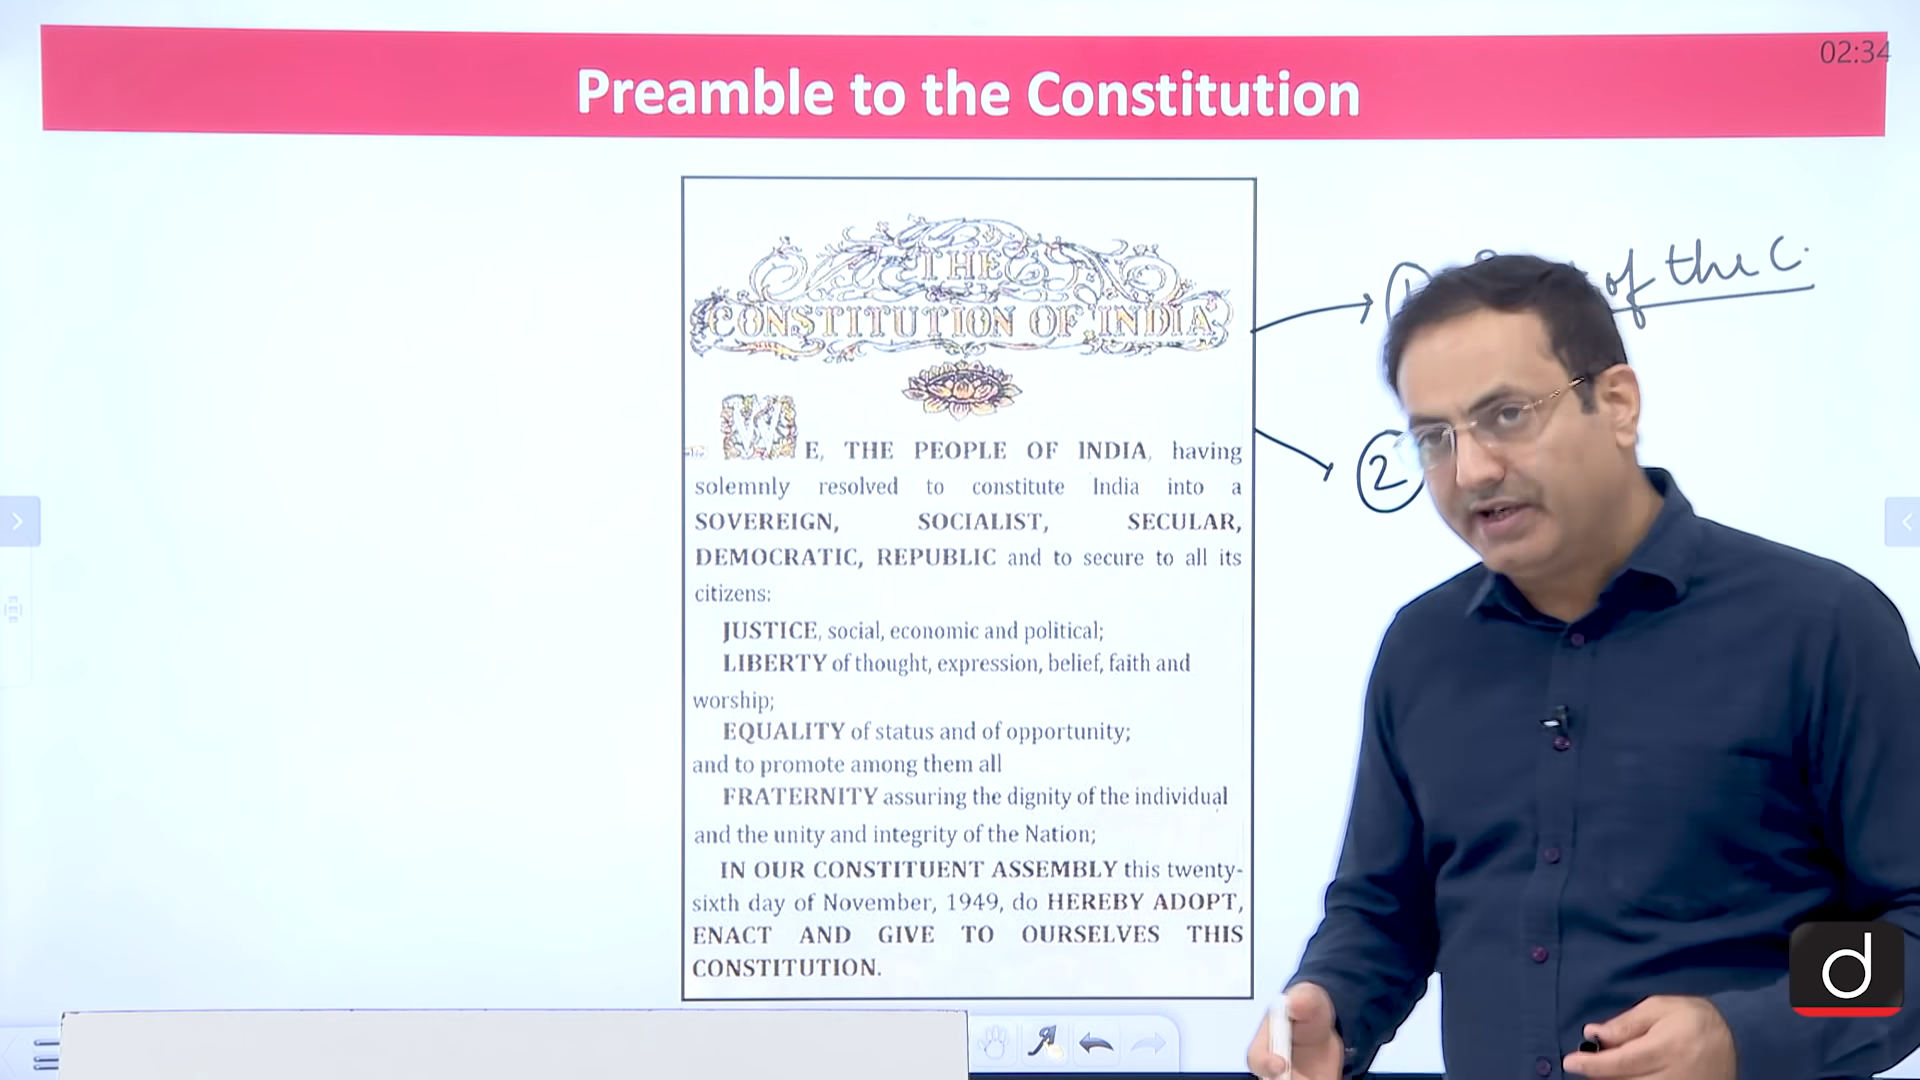 02:34
Preamble to the Constitution
THE
CONSTITUTION OF INDIA
of the C.
WE, THE PEOPLE OF INDIA, having
solemnly resolved to constitute India into a
SOVEREIGN, SOCIALIST, SECULAR,
DEMOCRATIC, REPUBLIC and to secure to all its
citizens:
JUSTICE, social, economic and political;
LIBERTY of thought, expression, belief, faith and
worship;
EQUALITY of status and of opportunity;
and to promote among them all
FRATERNITY assuring the dignity of the individual
and the unity and integrity of the Nation;
IN OUR CONSTITUENT ASSEMBLY this twenty-
sixth day of November, 1949, do HEREBY ADOPT,
ENACT AND GIVE TO OURSELVES THIS
CONSTITUTION.
2
d